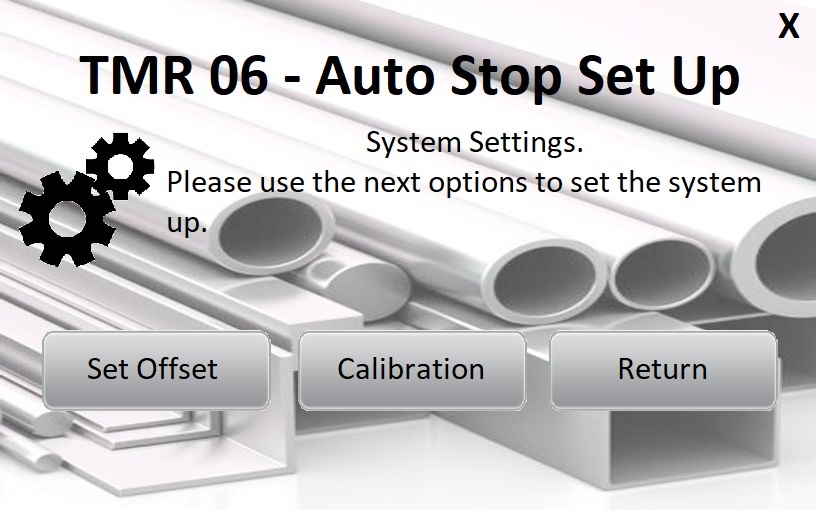 X
TMR 06 - Auto Stop Set Up
System Settings.
Please use the next options to set the system
up.
Set Offset
Calibration
Return